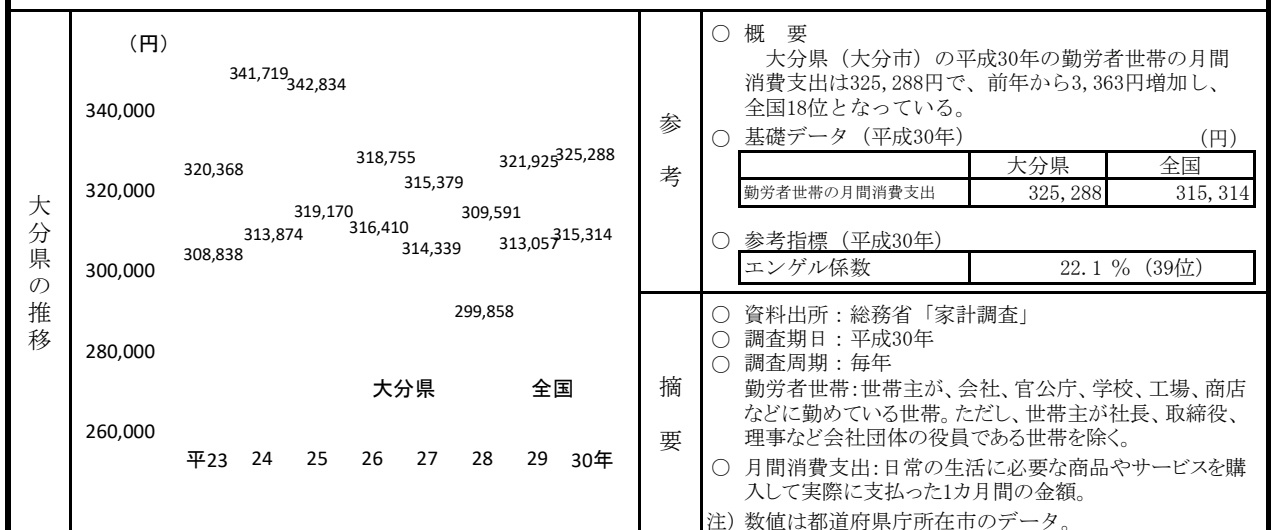 大分県の推移
（円）
341,719
342,834
340,000
318,755
321,925
325,288
320,368
315,379
320,000
319,170
309,591
313,874
316,410
313,057
315,314
308,838
314,339
300,000
299,858
280,000
大分県
全国
260,000
平23 24 25 26 27 28 29 30年
参考
○ 概 要
大分県（大分市）の平成30年の勤労者世帯の月間
消費支出は325,288円で、前年から3,363円増加し、
全国18位となっている。
○ 基礎データ（平成30年） （円）
大分県 全国
勤労者世帯の月間消費支出 325,288 315,314
○ 参考指標（平成30年）
エンゲル係数 22.1 % （39位）
摘要
○ 資料出所：総務省「家計調査」
○ 調査期日：平成30年
○ 調査周期：毎年
勤労者世帯：世帯主が、会社、官公庁、学校、工場、商店
などに勤めている世帯。ただし、世帯主が社長、取締役、
理事など会社団体の役員である世帯を除く。
○ 月間消費支出：日常の生活に必要な商品やサービスを購
入して実際に支払った1カ月間の金額。
注）数値は都道府県庁所在市のデータ。